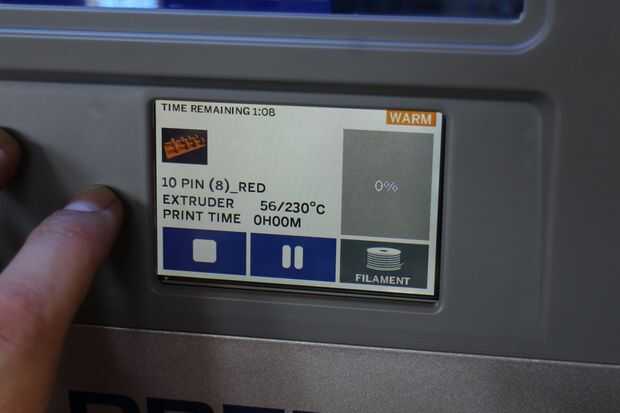 TIME REMAINING 1:08
WARM
0%
10 PIN (8)_RED
EXTRUDER 56/230°C
PRINT TIME 0H00M
FILAMENT